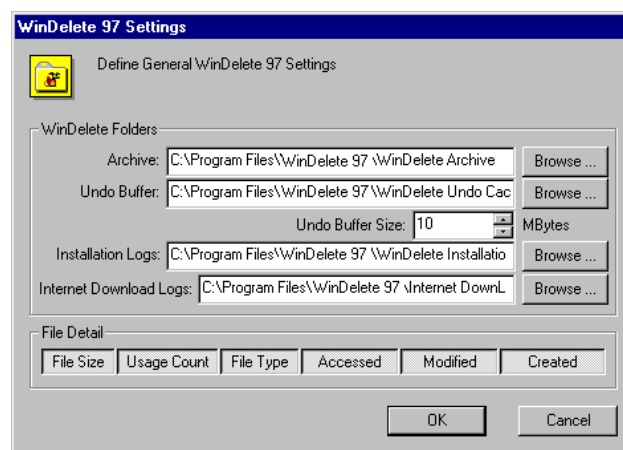 WinDelete 97 Settings
Define General WinDelete 97 Settings
WinDelete Folders
Archive: C:\Program Files\WinDelete 97 \WinDelete Archive Browse ...
Undo Buffer: C:\Program Files\WinDelete 97 \WinDelete Undo Cac Browse ...
Undo Buffer Size: 10 MBytes
Installation Logs: C:\Program Files\WinDelete 97 \WinDelete Installatio Browse ...
Internet Download Logs: C:\Program Files\WinDelete 97 \Internet DownL Browse ...
File Detail
File Size Usage Count File Type Accessed Modified Created
OK Cancel